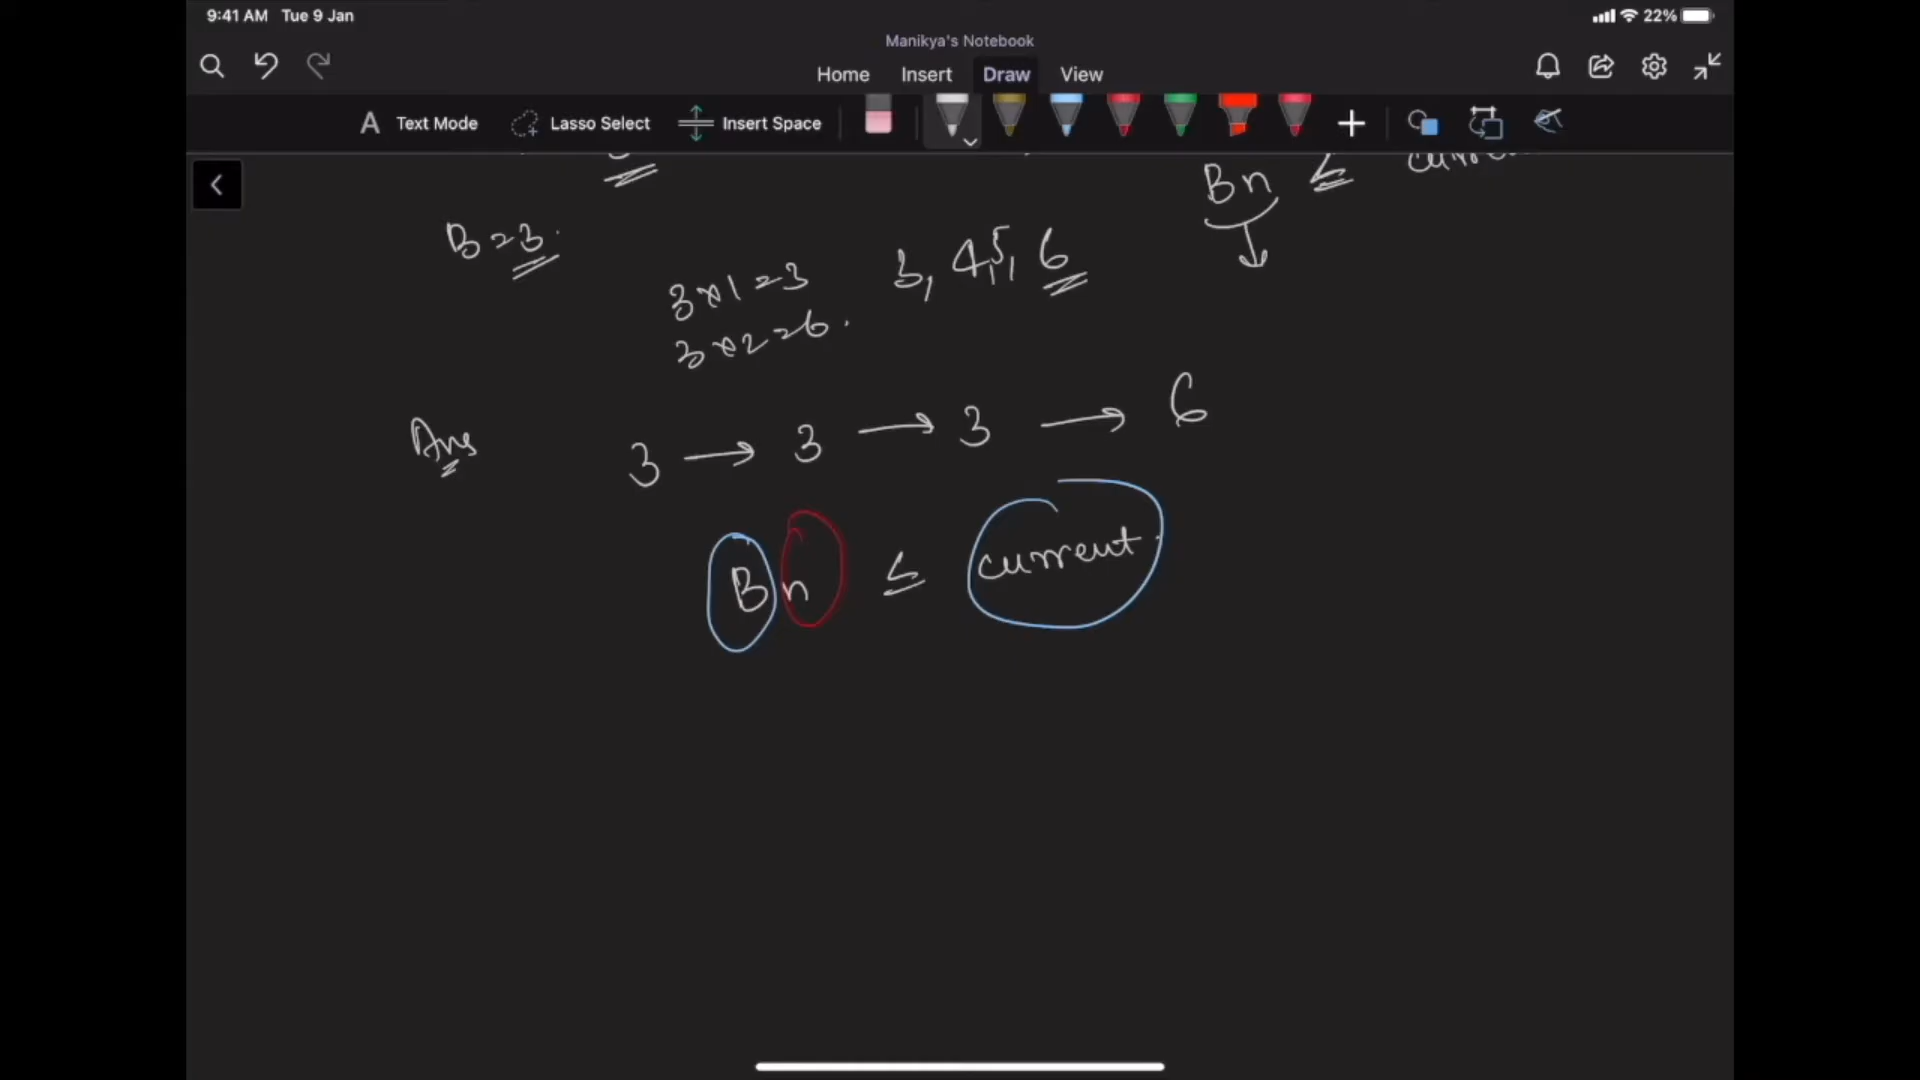 9:41 AM Tue 9 Jan
22%
Manikya's Notebook
Home Insert Draw View
A Text Mode Lasso Select Insert Space
Bn ≤
B=3.
3×1=3 3, 4, 5, 6
3×2=6.
Ans 3 → 3 → 3 → 6
Bn ≤ current.